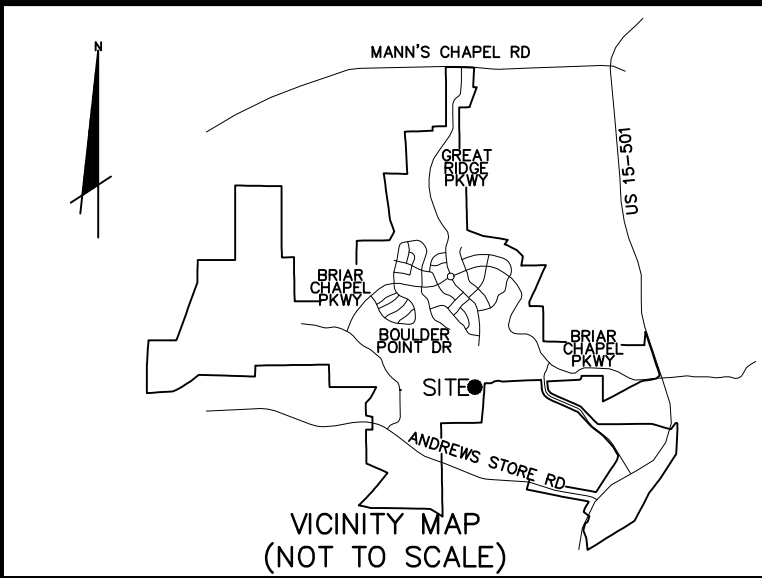 N
MANN'S CHAPEL RD
GREAT
RIDGE
PKWY
US 15-501
BRIAR
CHAPEL
PKWY
BOULDER
POINT DR
BRIAR
CHAPEL
PKWY
SITE
ANDREWS STORE RD
VICINITY MAP
(NOT TO SCALE)